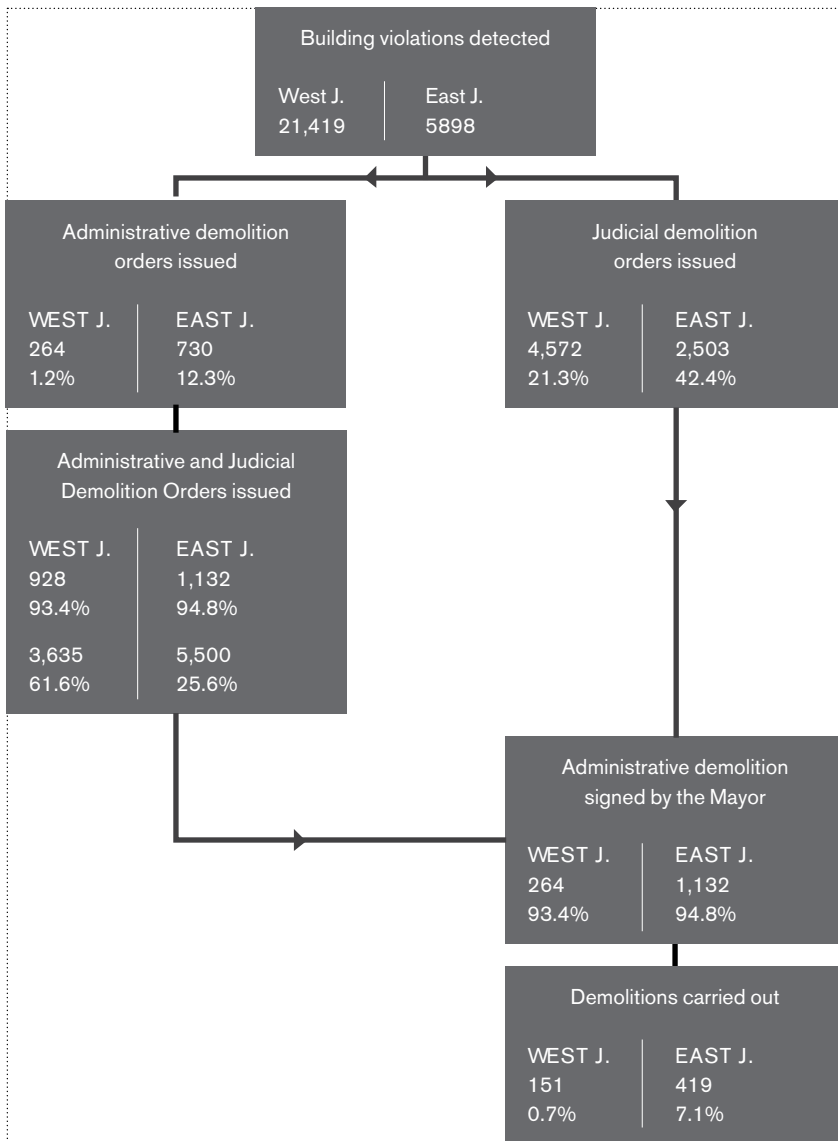 Building violations detected
West J. East J.
21,419 5898
Administrative demolition
orders issued
WEST J. EAST J.
264 730
1.2% 12.3%
Judicial demolition
orders issued
WEST J. EAST J.
4,572 2,503
21.3% 42.4%
Administrative and Judicial
Demolition Orders issued
WEST J. EAST J.
928 1,132
93.4% 94.8%
3,635 5,500
61.6% 25.6%
Administrative demolition
signed by the Mayor
WEST J. EAST J.
264 1,132
93.4% 94.8%
Demolitions carried out
WEST J. EAST J.
151 419
0.7% 7.1%